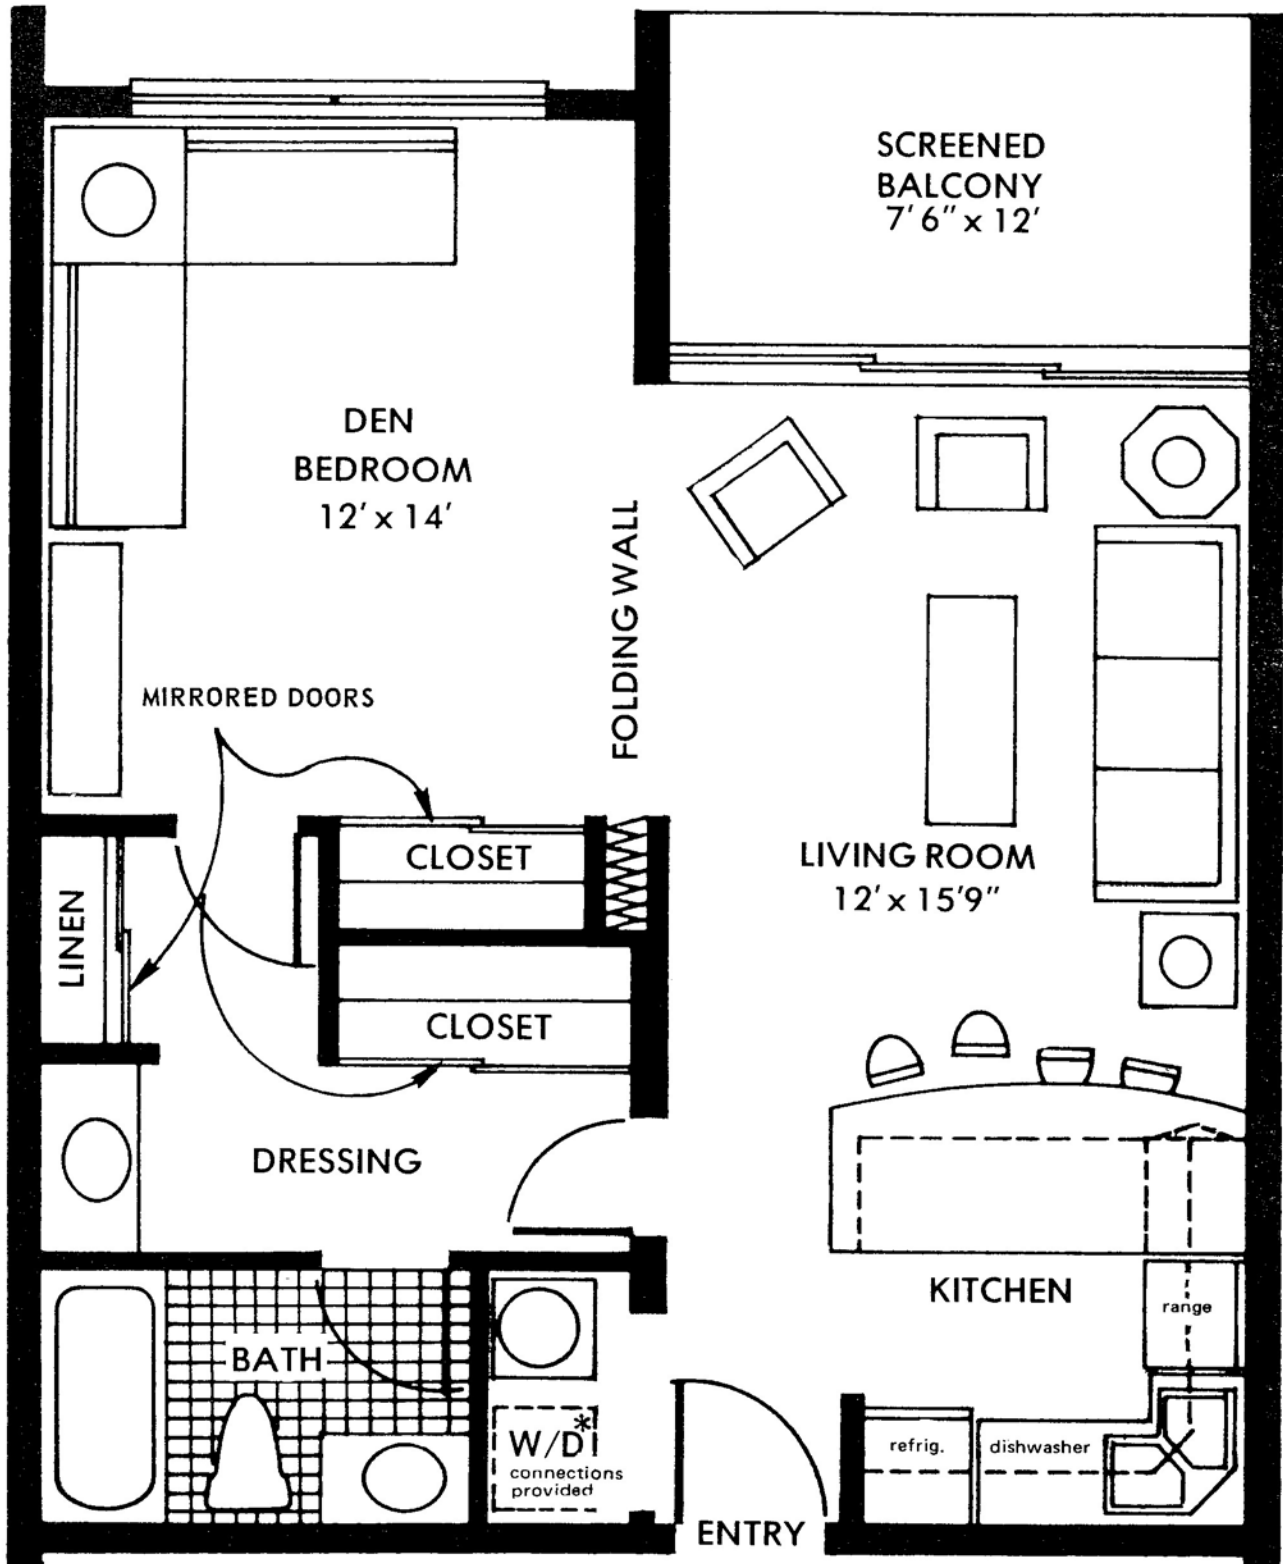 SCREENED
BALCONY
7'6" x 12'
DEN
BEDROOM
12' x 14'
FOLDING WALL
MIRRORED DOORS
LIVING ROOM
12' x 15'9"
CLOSET
LINEN
CLOSET
DRESSING
KITCHEN
range
BATH
W/D*
connections
provided
refrig.
dishwasher
ENTRY